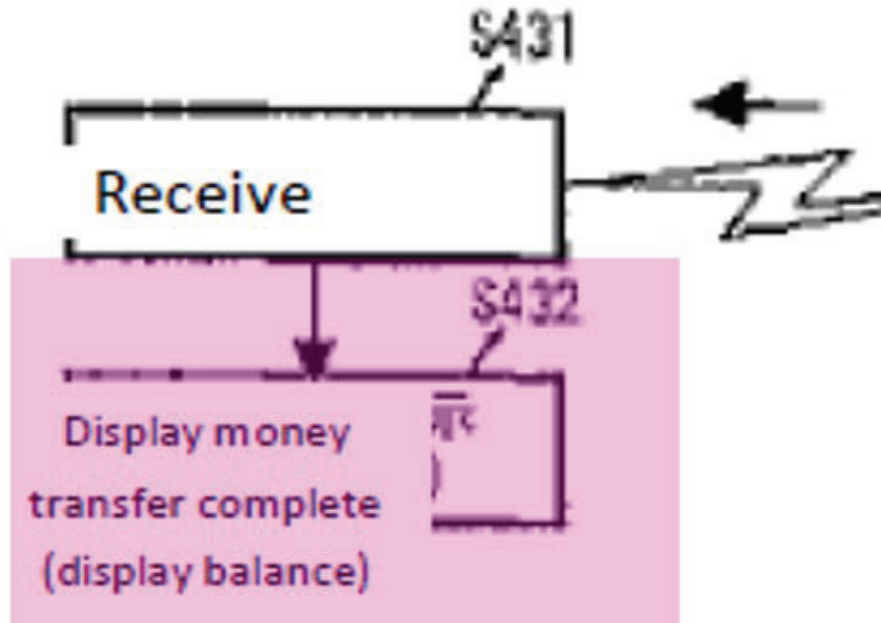 S431
Receive
S432
Display money
transfer complete
(display balance)